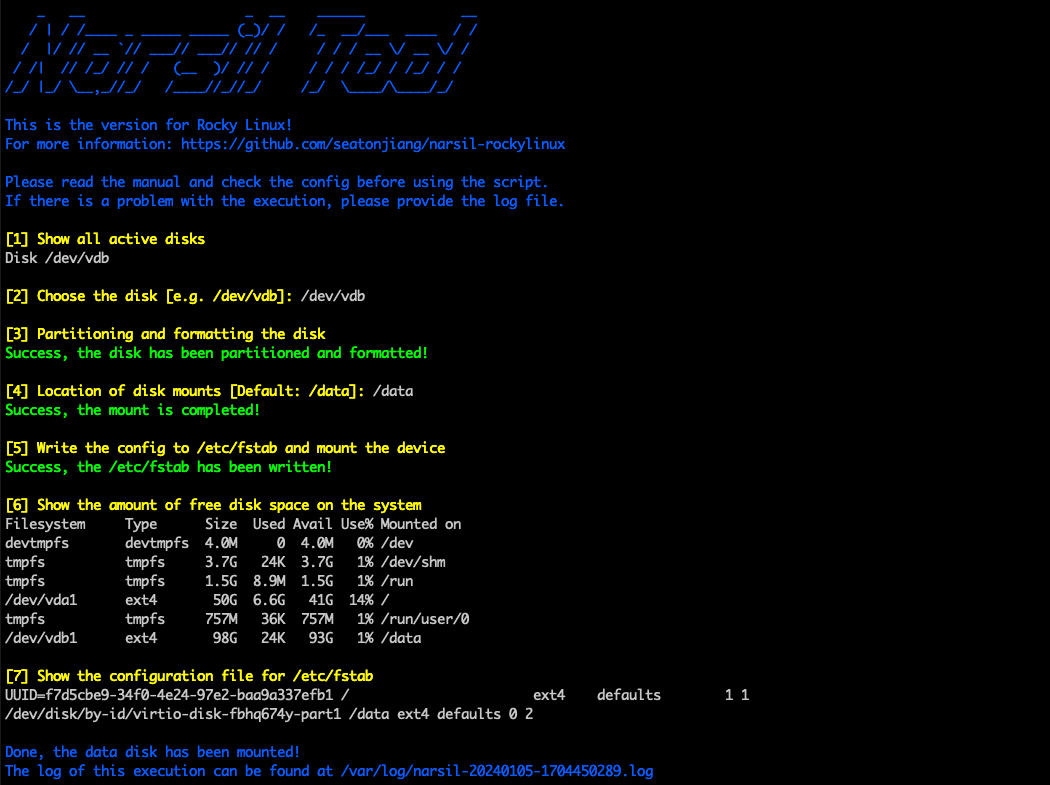 Narsil Tool
This is the version for Rocky Linux!
For more information: https://github.com/seatonjiang/narsil-rockylinux
Please read the manual and check the config before using the script.
If there is a problem with the execution, please provide the log file.
[1] Show all active disks
Disk /dev/vdb
[2] Choose the disk [e.g. /dev/vdb]: /dev/vdb
[3] Partitioning and formatting the disk
Success, the disk has been partitioned and formatted!
[4] Location of disk mounts [Default: /data]: /data
Success, the mount is completed!
[5] Write the config to /etc/fstab and mount the device
Success, the /etc/fstab has been written!
[6] Show the amount of free disk space on the system
Filesystem     Type      Size  Used Avail Use% Mounted on
devtmpfs       devtmpfs  4.0M     0  4.0M   0% /dev
tmpfs          tmpfs     3.7G   24K  3.7G   1% /dev/shm
tmpfs          tmpfs     1.5G  8.9M  1.5G   1% /run
/dev/vda1      ext4       50G  6.6G   41G  14% /
tmpfs          tmpfs     757M   36K  757M   1% /run/user/0
/dev/vdb1      ext4       98G   24K   93G   1% /data
[7] Show the configuration file for /etc/fstab
UUID=f7d5cbe9-34f0-4e24-97e2-baa9a337efb1 /                       ext4    defaults        1 1
/dev/disk/by-id/virtio-disk-fbhq674y-part1 /data ext4 defaults 0 2
Done, the data disk has been mounted!
The log of this execution can be found at /var/log/narsil-20240105-1704450289.log